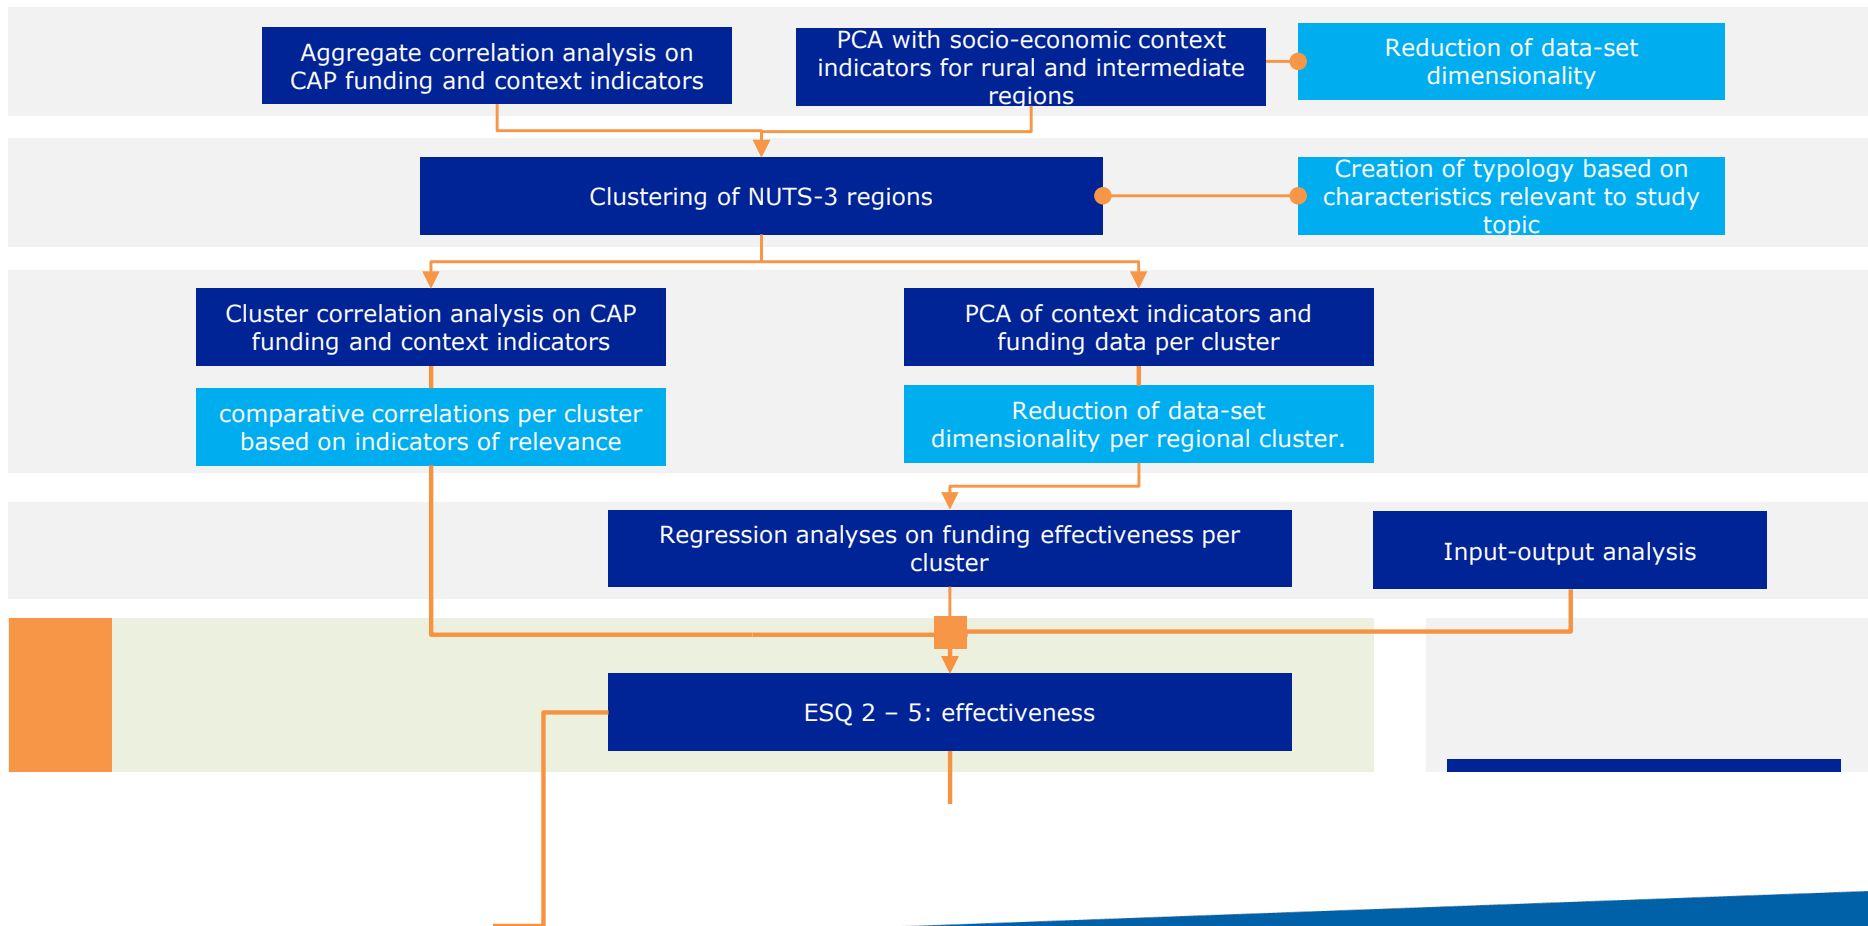 Aggregate correlation analysis on
CAP funding and context indicators
PCA with socio-economic context
indicators for rural and intermediate
regions
Reduction of data-set
dimensionality
Clustering of NUTS-3 regions
Creation of typology based on
characteristics relevant to study
topic
Cluster correlation analysis on CAP
funding and context indicators
PCA of context indicators and
funding data per cluster
comparative correlations per cluster
based on indicators of relevance
Reduction of data-set
dimensionality per regional cluster.
Regression analyses on funding effectiveness per
cluster
Input-output analysis
ESQ 2 – 5: effectiveness